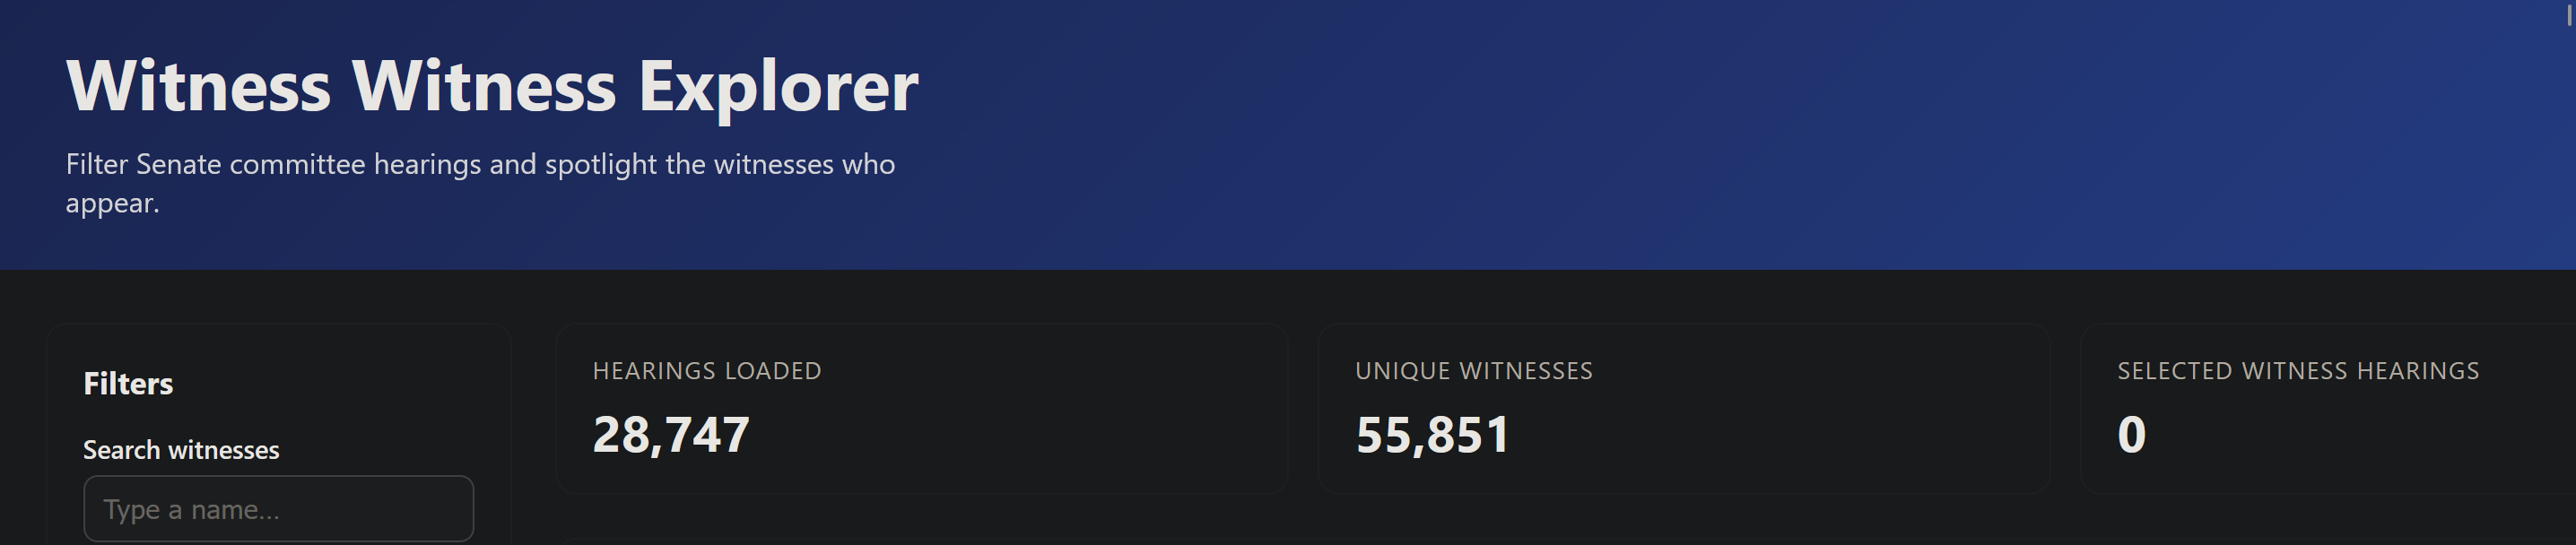 Witness Witness Explorer
Filter Senate committee hearings and spotlight the witnesses who
appear.
Filters
Search witnesses
Type a name...
HEARINGS LOADED
28,747
UNIQUE WITNESSES
55,851
SELECTED WITNESS HEARINGS
0